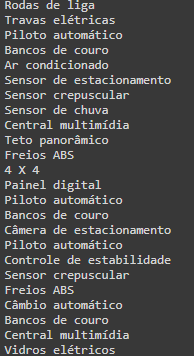 Rodas de liga
Travas elétricas
Piloto automático
Bancos de couro
Ar condicionado
Sensor de estacionamento
Sensor crepuscular
Sensor de chuva
Central multimídia
Teto panorâmico
Freios ABS
4 X 4
Painel digital
Piloto automático
Bancos de couro
Câmera de estacionamento
Piloto automático
Controle de estabilidade
Sensor crepuscular
Freios ABS
Câmbio automático
Bancos de couro
Central multimídia
Vidros elétricos